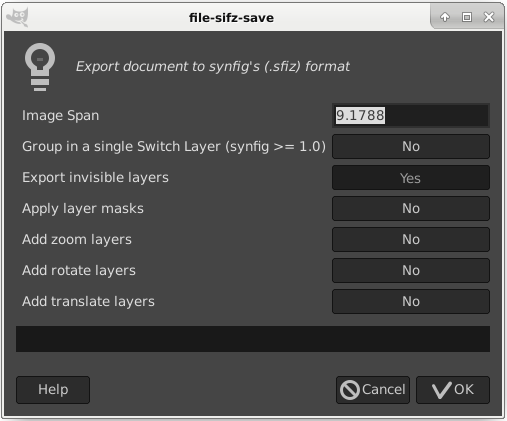 file-sifz-save
Export document to synfig's (.sfiz) format
Image Span 9.1788
Group in a single Switch Layer (synfig >= 1.0) No
Export invisible layers Yes
Apply layer masks No
Add zoom layers No
Add rotate layers No
Add translate layers No
Help Cancel OK